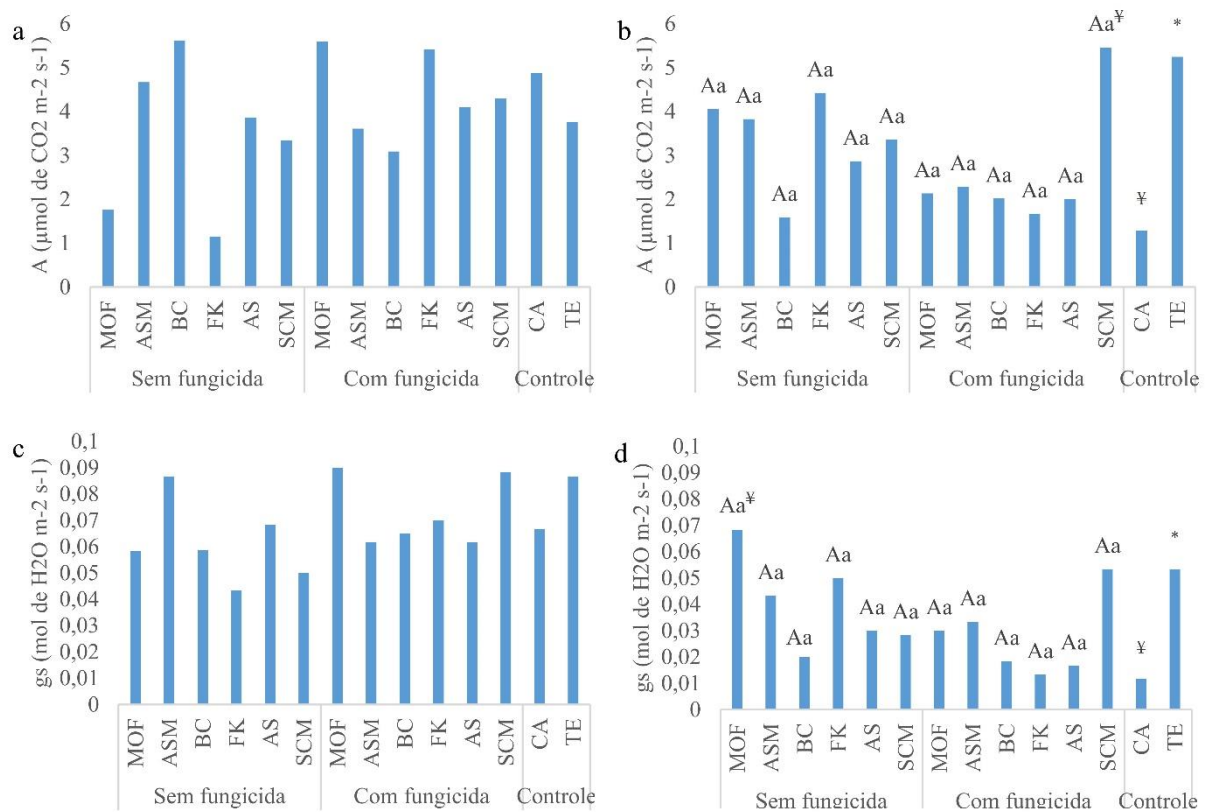 a
A (µmol de CO2 m-2 s-1)
6
5
4
3
2
1
0
MOF ASM BC FK AS SCM MOF ASM BC FK AS SCM CA TE
Sem fungicida Com fungicida Controle
b
A (µmol de CO2 m-2 s-1)
6
5
4
3
2
1
0
Aa Aa Aa Aa Aa Aa Aa Aa Aa Aa Aa Aa¥ ¥ *
MOF ASM BC FK AS SCM MOF ASM BC FK AS SCM CA TE
Sem fungicida Com fungicida Controle
c
gs (mol de H2O m-2 s-1)
0,1
0,09
0,08
0,07
0,06
0,05
0,04
0,03
0,02
0,01
0
MOF ASM BC FK AS SCM MOF ASM BC FK AS SCM CA TE
Sem fungicida Com fungicida Controle
d
gs (mol de H2O m-2 s-1)
0,1
0,09
0,08
0,07
0,06
0,05
0,04
0,03
0,02
0,01
0
Aa¥ Aa Aa Aa Aa Aa Aa Aa Aa Aa Aa Aa ¥ *
MOF ASM BC FK AS SCM MOF ASM BC FK AS SCM CA TE
Sem fungicida Com fungicida Controle